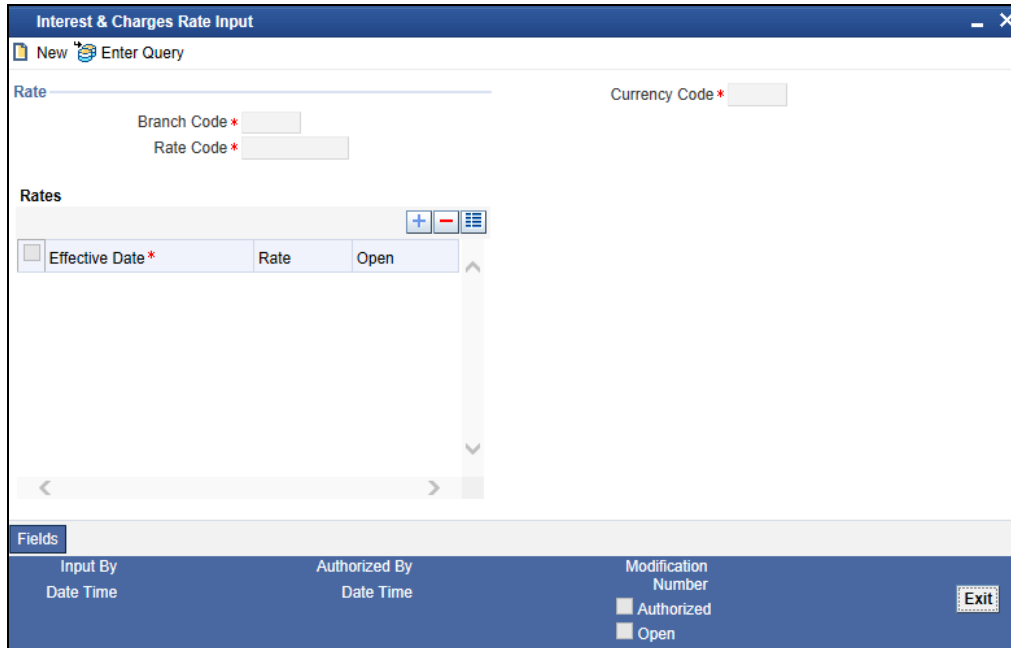 Interest & Charges Rate Input
New Enter Query
Rate
Currency Code *
Branch Code *
Rate Code *
Rates
Effective Date * Rate Open
Fields
Input By Authorized By Modification
Number
Date Time Date Time
Authorized
Open
Exit